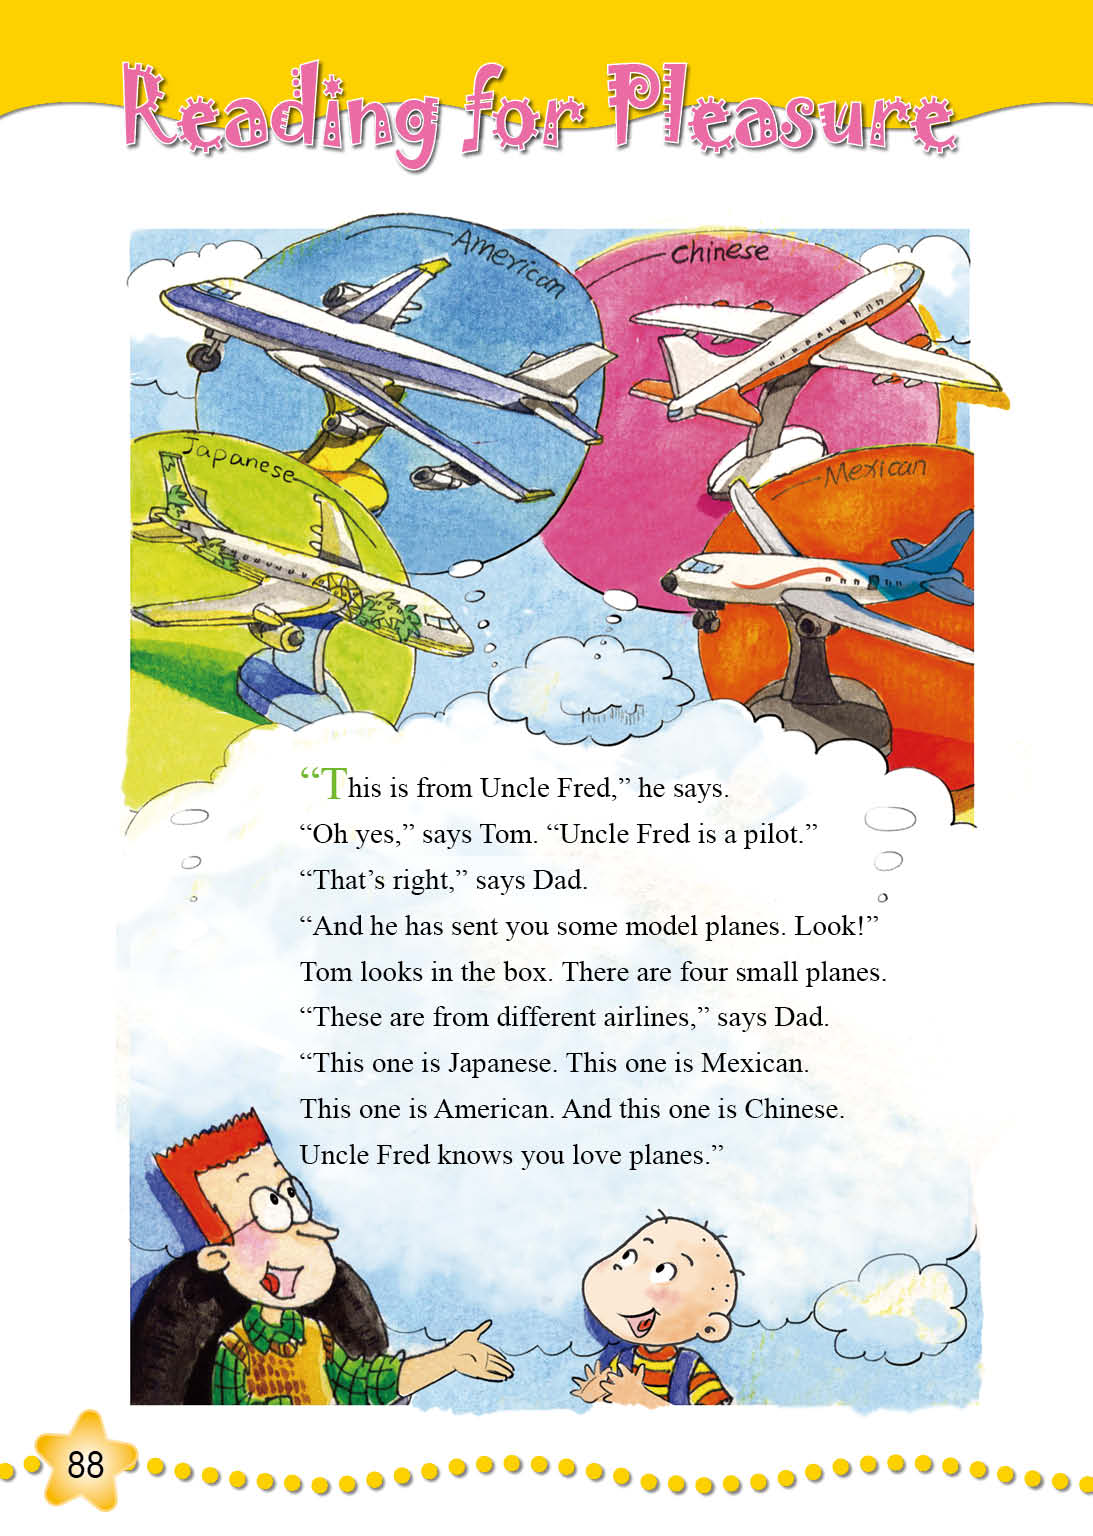 Reading for Pleasure
American
Chinese
Japanese
Mexican
“This is from Uncle Fred,” he says.
“Oh yes,” says Tom. “Uncle Fred is a pilot.”
“That’s right,” says Dad.
“And he has sent you some model planes. Look!”
Tom looks in the box. There are four small planes.
“These are from different airlines,” says Dad.
“This one is Japanese. This one is Mexican.
This one is American. And this one is Chinese.
Uncle Fred knows you love planes.”
88